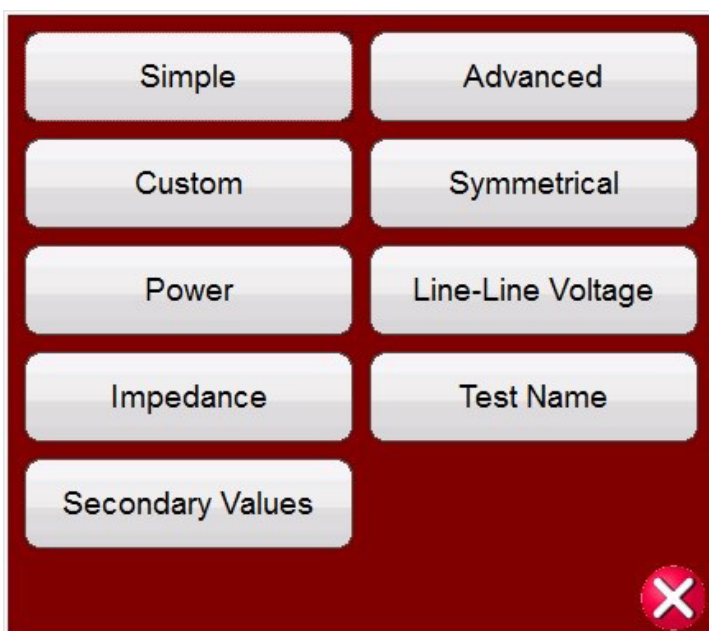 Simple
Advanced
Custom
Symmetrical
Power
Line-Line Voltage
Impedance
Test Name
Secondary Values